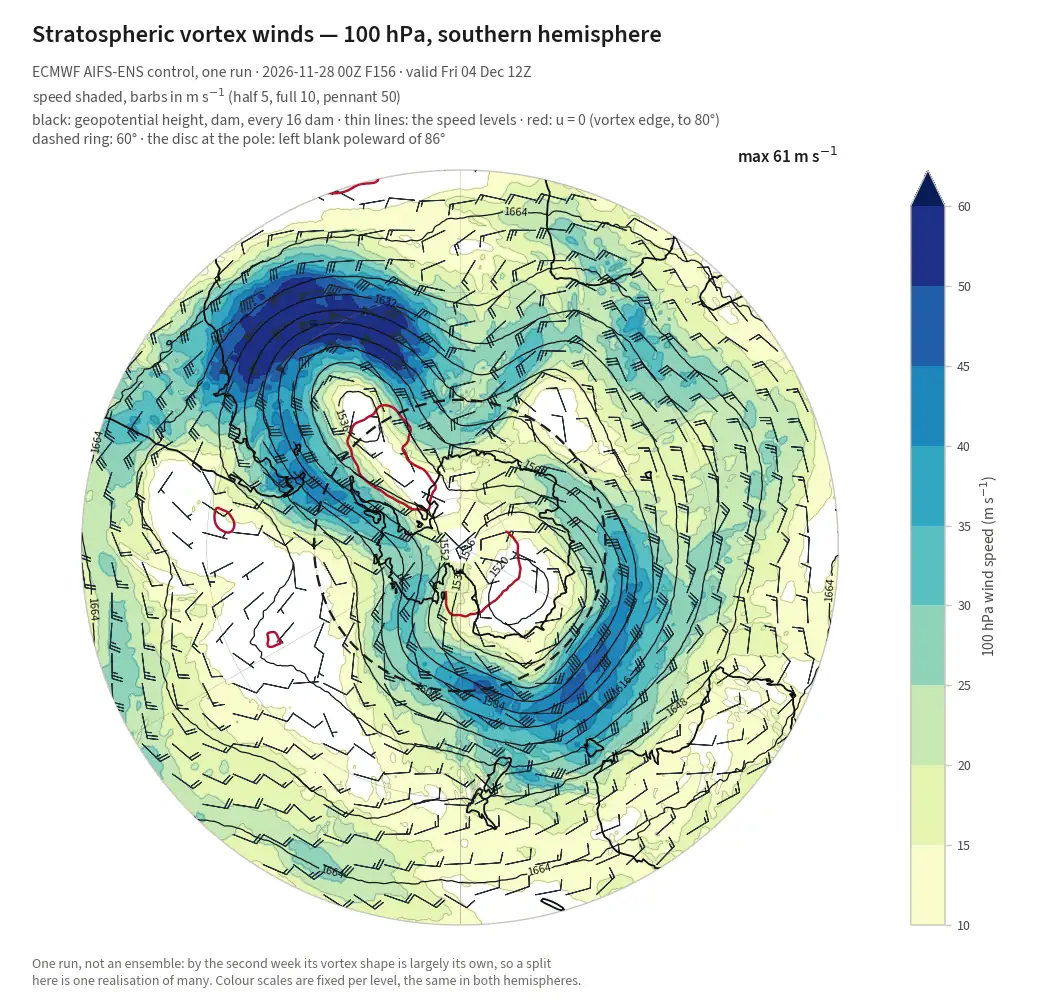 Stratospheric vortex winds — 100 hPa, southern hemisphere
ECMWF AIFS-ENS control, one run · 2026-11-28 00Z F156 · valid Fri 04 Dec 12Z
speed shaded, barbs in m s⁻¹ (half 5, full 10, pennant 50)
black: geopotential height, dam, every 16 dam · thin lines: the speed levels · red: u = 0 (vortex edge, to 80°)
dashed ring: 60° · the disc at the pole: left blank poleward of 86°
max 61 m s⁻¹
1664
1632
1536
1664
1568
1552
1536
1520
1664
1664
1616
1648
1584
1664
1664
60
50
45
40
35
30
25
20
15
10
100 hPa wind speed (m s⁻¹)
One run, not an ensemble: by the second week its vortex shape is largely its own, so a split
here is one realisation of many. Colour scales are fixed per level, the same in both hemispheres.